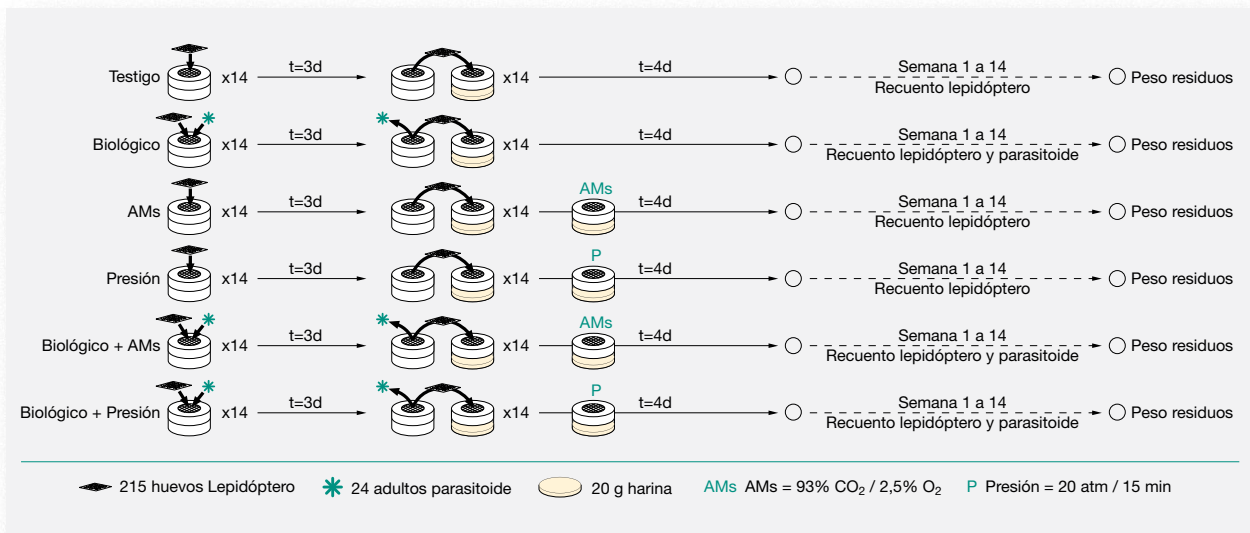 Testigo x14 t=3d x14 t=4d Semana 1 a 14 Peso residuos
Recuento lepidóptero
Biológico x14 t=3d x14 t=4d Semana 1 a 14 Peso residuos
Recuento lepidóptero y parasitoide
AMs
AMs x14 t=3d x14 t=4d Semana 1 a 14 Peso residuos
Recuento lepidóptero
P
Presión x14 t=3d x14 t=4d Semana 1 a 14 Peso residuos
Recuento lepidóptero
AMs
Biológico + AMs x14 t=3d x14 t=4d Semana 1 a 14 Peso residuos
Recuento lepidóptero y parasitoide
P
Biológico + Presión x14 t=3d x14 t=4d Semana 1 a 14 Peso residuos
Recuento lepidóptero y parasitoide
215 huevos Lepidóptero 24 adultos parasitoide 20 g harina AMs AMs = 93% CO₂ / 2,5% O₂ P Presión = 20 atm / 15 min